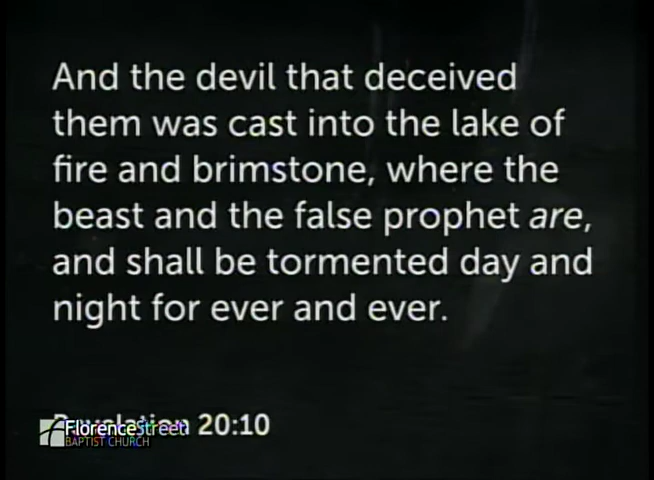 And the devil that deceived
them was cast into the lake of
fire and brimstone, where the
beast and the false prophet are,
and shall be tormented day and
night for ever and ever.
Revelation 20:10
FlorenceStreet
BAPTIST CHURCH